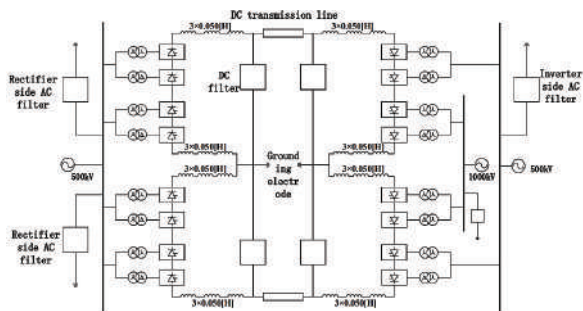 DC transmission line
3×0.050[H]
3×0.050[H]
Rectifier
side AC
filter
DC
filter
Inverter
side AC
filter
3×0.050[H]
3×0.050[H]
Ground
ing electr
ode
500kV
1000kV
500kV
3×0.050[H]
3×0.050[H]
Rectifier
side AC
filter
3×0.050[H]
3×0.050[H]